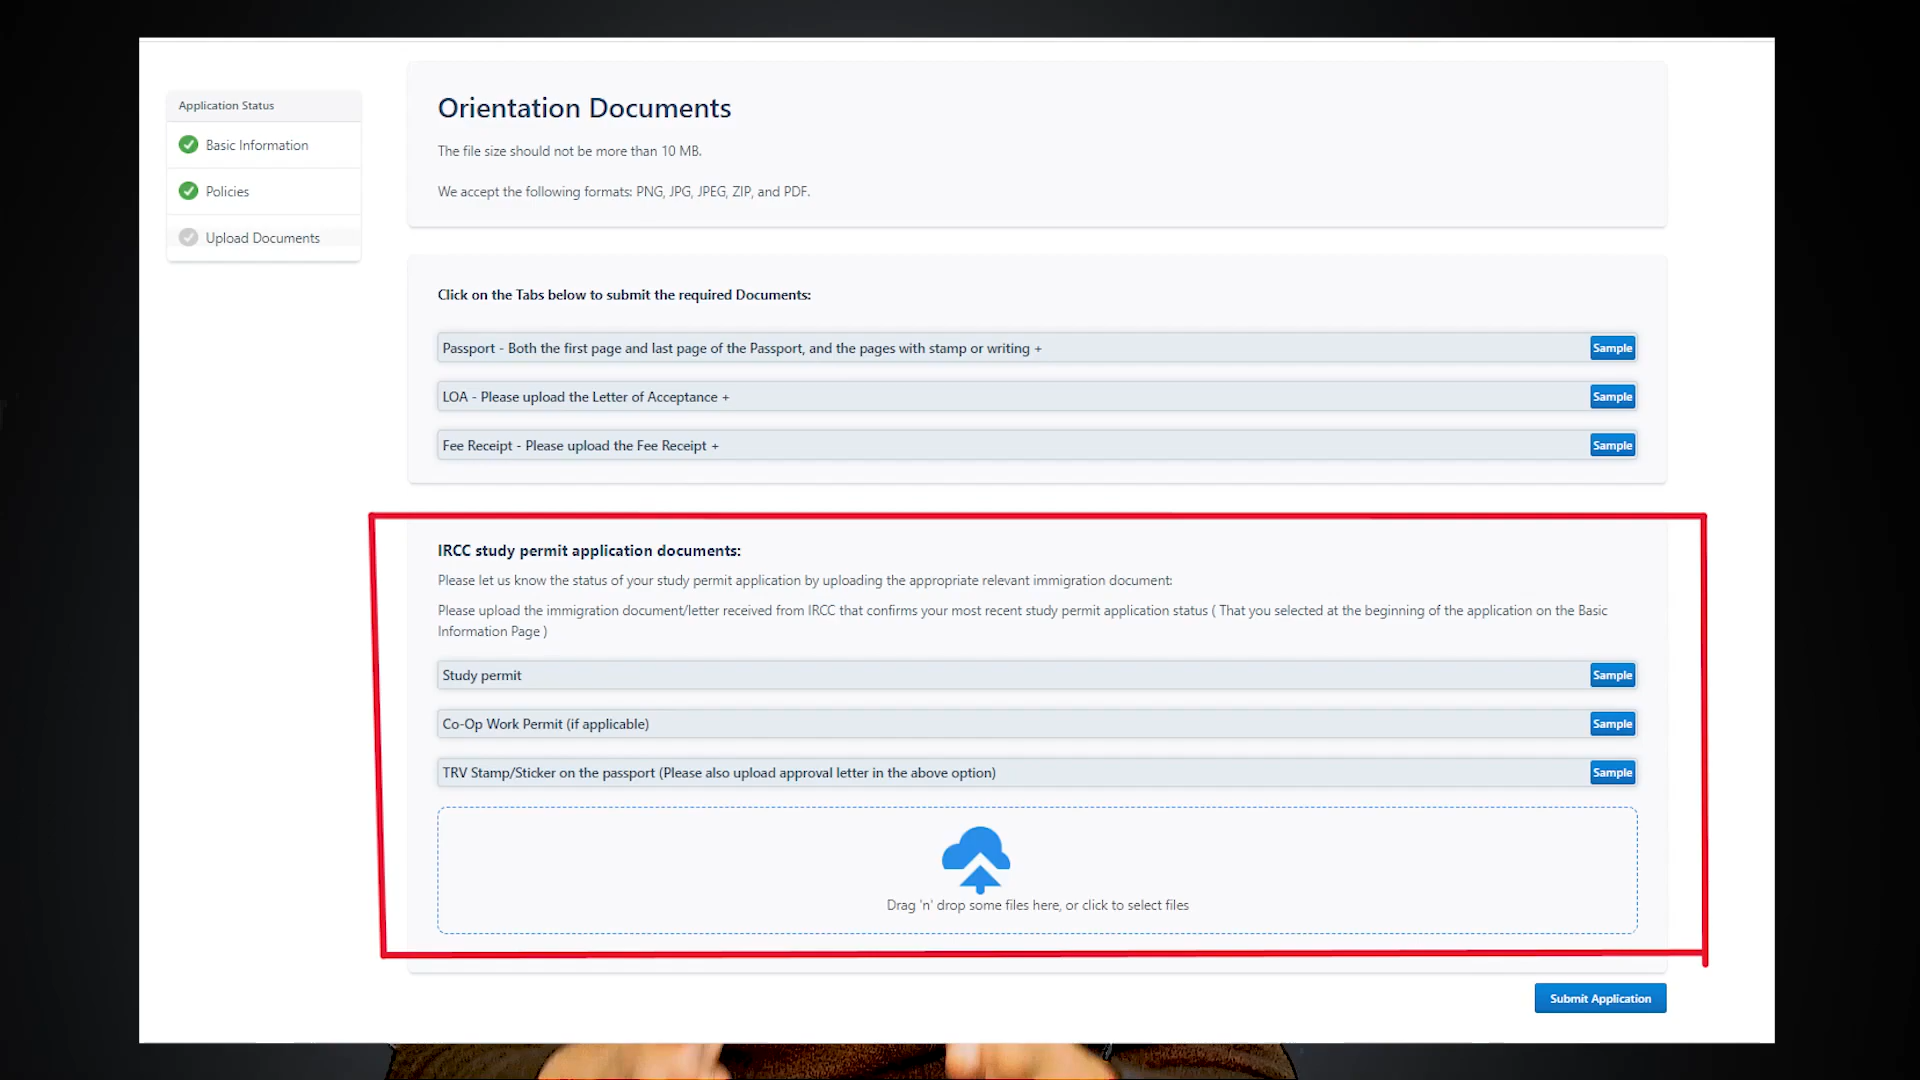 Application Status
Basic Information
Policies
Upload Documents
Orientation Documents
The file size should not be more than 10 MB.
We accept the following formats: PNG, JPG, JPEG, ZIP, and PDF.
Click on the Tabs below to submit the required Documents:
Passport - Both the first page and last page of the Passport, and the pages with stamp or writing +
Sample
LOA - Please upload the Letter of Acceptance +
Sample
Fee Receipt - Please upload the Fee Receipt +
Sample
IRCC study permit application documents:
Please let us know the status of your study permit application by uploading the appropriate relevant immigration document:
Please upload the immigration document/letter received from IRCC that confirms your most recent study permit application status ( That you selected at the beginning of the application on the Basic
Information Page )
Study permit
Sample
Co-Op Work Permit (if applicable)
Sample
TRV Stamp/Sticker on the passport (Please also upload approval letter in the above option)
Sample
Drag 'n' drop some files here, or click to select files
Submit Application